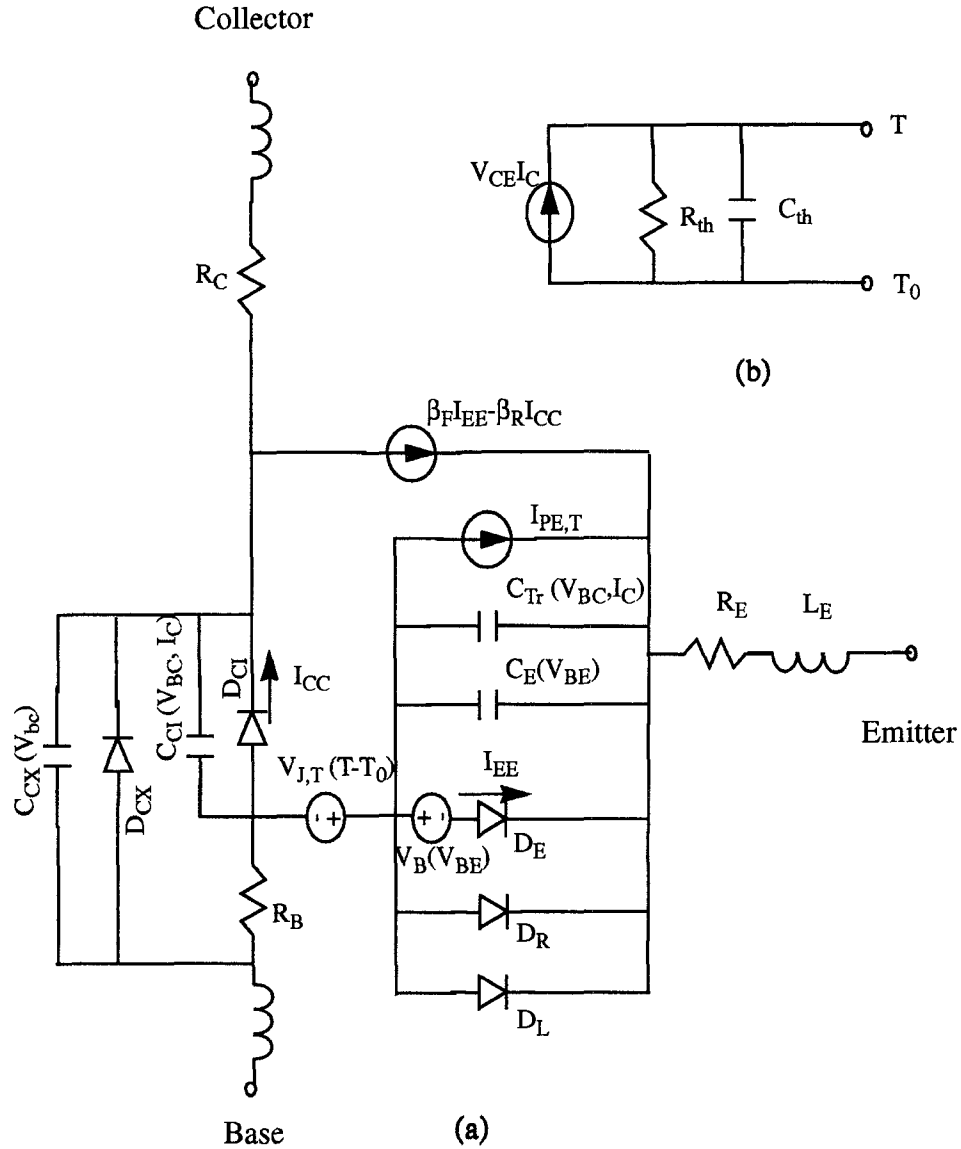 Collector
T
V_CE I_C
R_th
C_th
T_0
(b)
R_C
β_F I_EE-β_R I_CC
I_PE,T
C_Tr (V_BC,I_C)
R_E
L_E
C_E(V_BE)
Emitter
C_CX (V_bc)
D_CX
C_CI (V_BC, I_C)
D_CI
I_CC
V_J,T (T-T_0)
- +
+ -
I_EE
V_B(V_BE)
D_E
R_B
D_R
D_L
Base
(a)